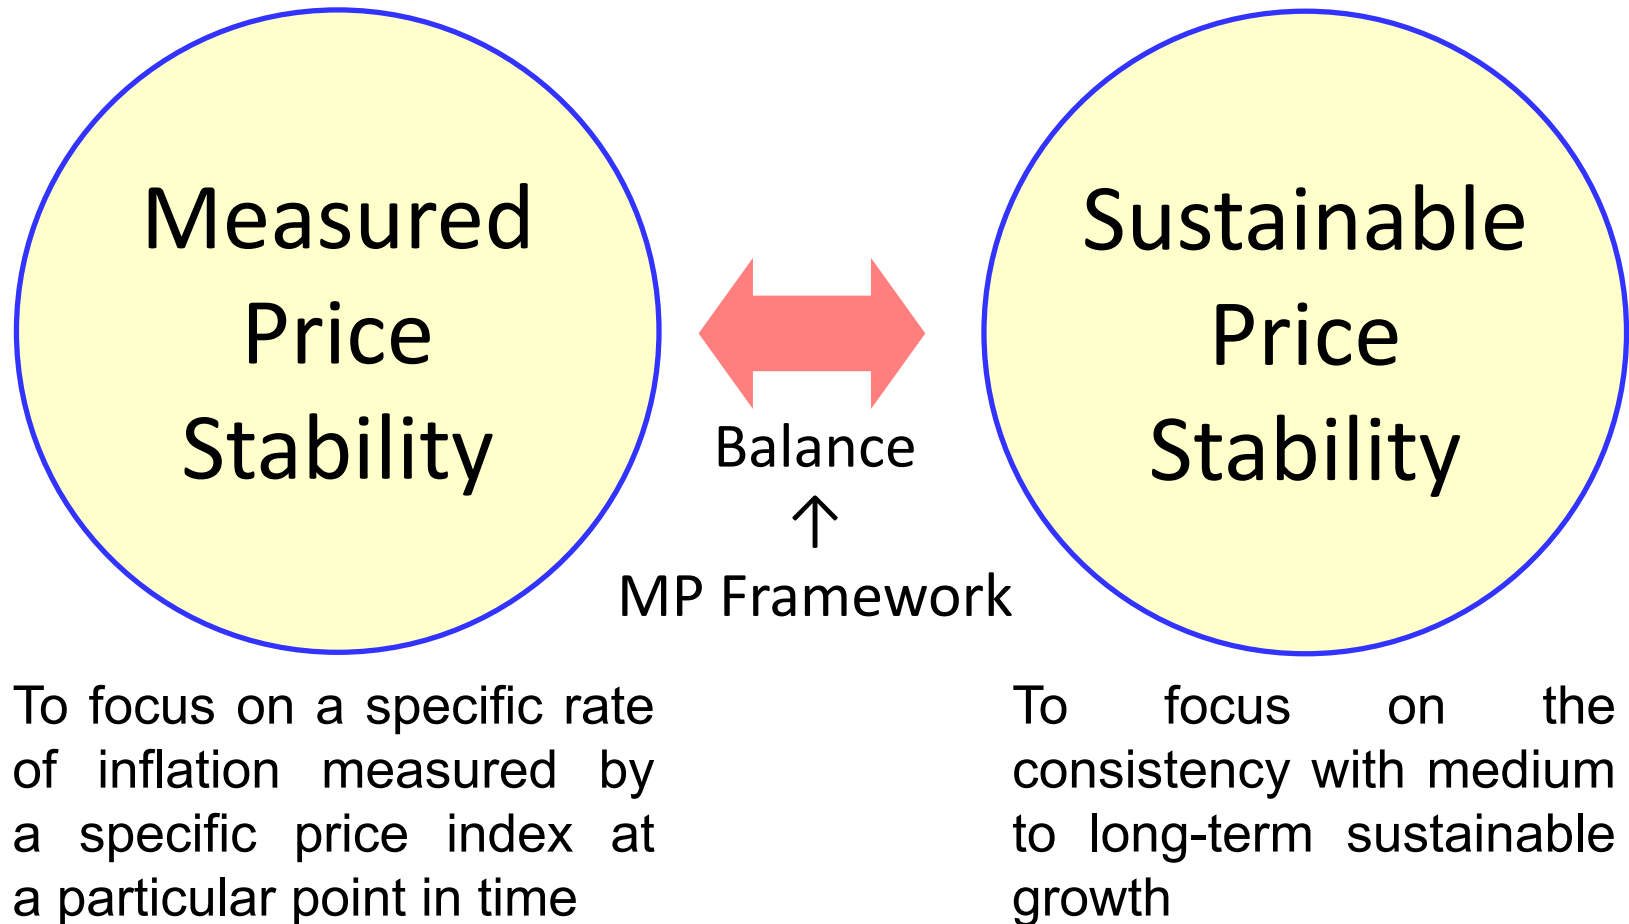 Measured
Price
Stability
Balance
↑
MP Framework
Sustainable
Price
Stability
To focus on a specific rate
of inflation measured by
a specific price index at
a particular point in time
To focus on the
consistency with medium
to long-term sustainable
growth